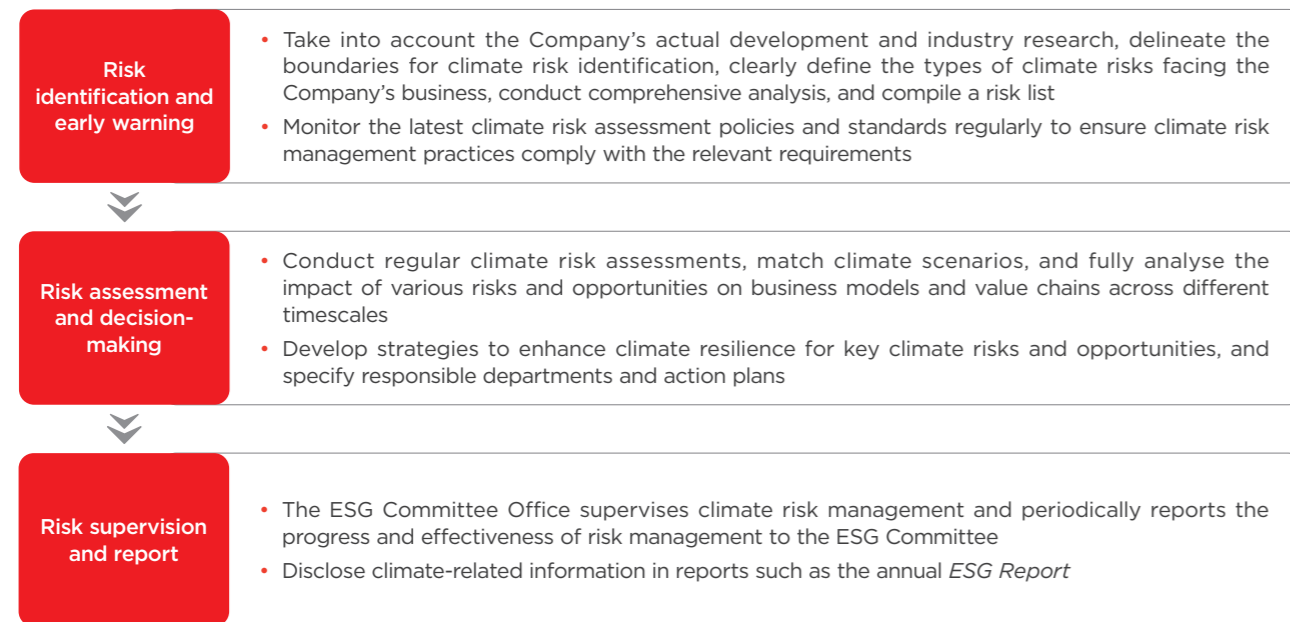 Risk
identification and
early warning
• Take into account the Company’s actual development and industry research, delineate the
boundaries for climate risk identification, clearly define the types of climate risks facing the
Company’s business, conduct comprehensive analysis, and compile a risk list
• Monitor the latest climate risk assessment policies and standards regularly to ensure climate risk
management practices comply with the relevant requirements
Risk assessment
and decision-
making
• Conduct regular climate risk assessments, match climate scenarios, and fully analyse the
impact of various risks and opportunities on business models and value chains across different
timescales
• Develop strategies to enhance climate resilience for key climate risks and opportunities, and
specify responsible departments and action plans
Risk supervision
and report
• The ESG Committee Office supervises climate risk management and periodically reports the
progress and effectiveness of risk management to the ESG Committee
• Disclose climate-related information in reports such as the annual ESG Report